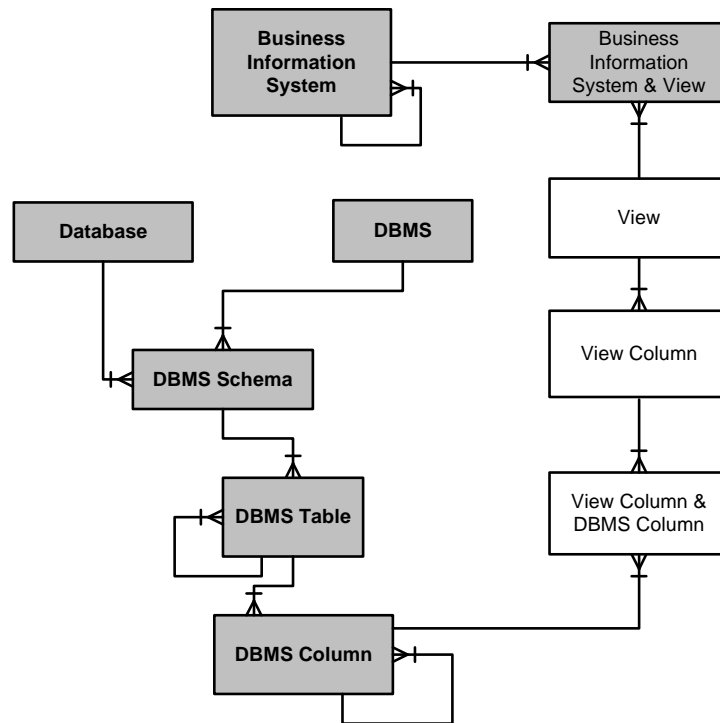 Business
Information
System
Business
Information
System & View
View
Database
DBMS
DBMS Schema
View Column
DBMS Table
View Column &
DBMS Column
DBMS Column